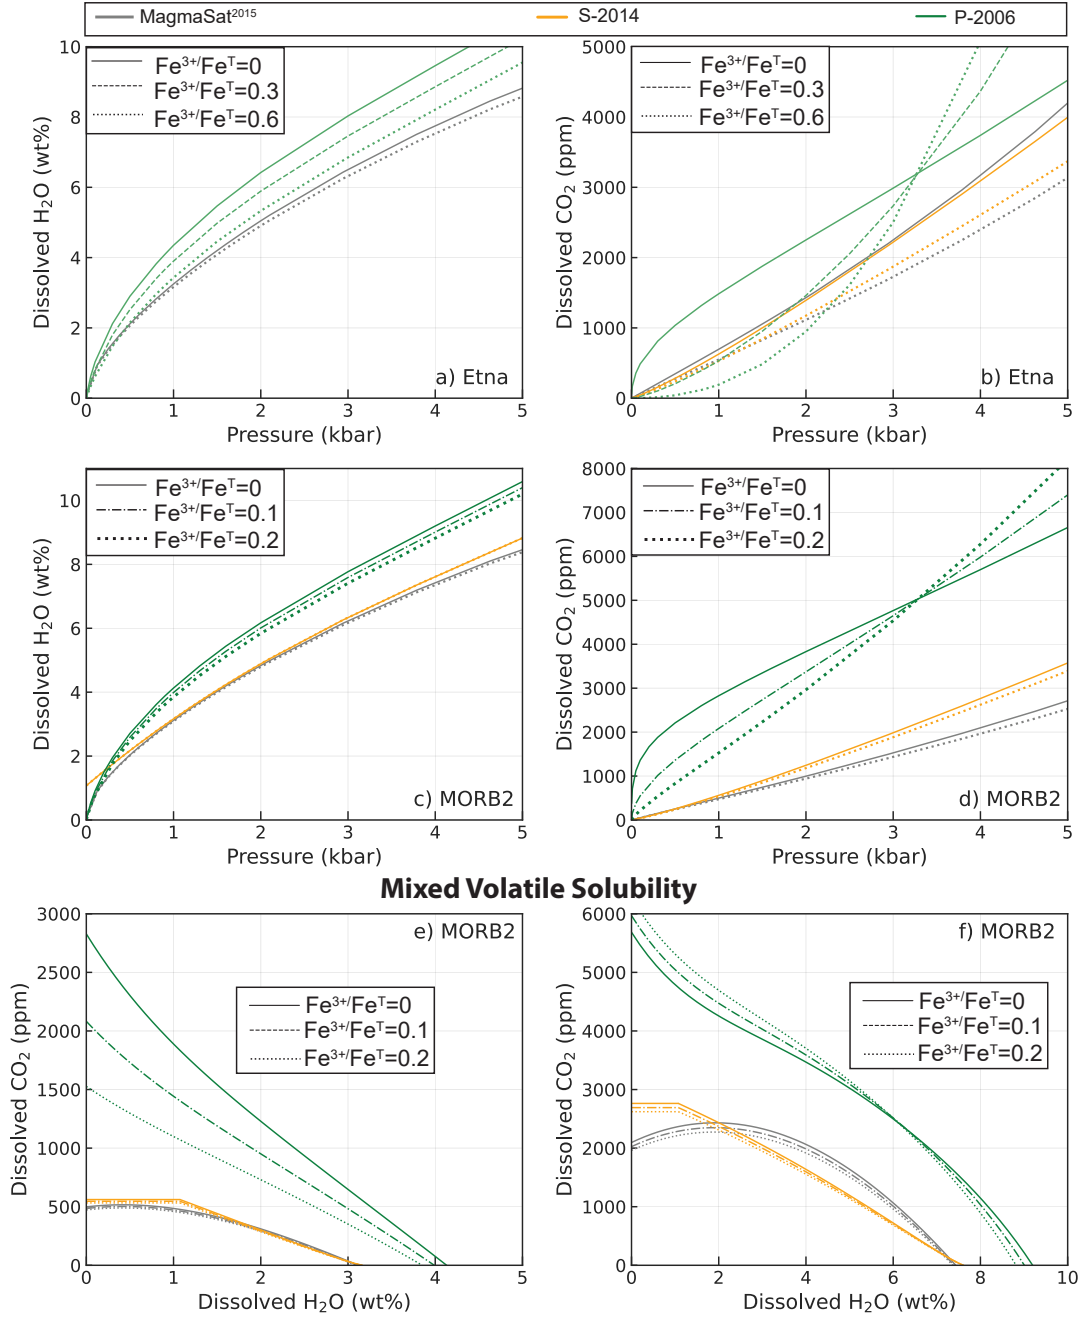 MagmaSat²⁰¹⁵ S-2014 P-2006
Fe³⁺/Feᵀ=0
Fe³⁺/Feᵀ=0.3
Fe³⁺/Feᵀ=0.6
10
8
6
4
2
0
Dissolved H₂O (wt%)
a) Etna
0 1 2 3 4 5
Pressure (kbar)
Fe³⁺/Feᵀ=0
Fe³⁺/Feᵀ=0.3
Fe³⁺/Feᵀ=0.6
5000
4000
3000
2000
1000
0
Dissolved CO₂ (ppm)
b) Etna
0 1 2 3 4 5
Pressure (kbar)
Fe³⁺/Feᵀ=0
Fe³⁺/Feᵀ=0.1
Fe³⁺/Feᵀ=0.2
10
8
6
4
2
0
Dissolved H₂O (wt%)
c) MORB2
0 1 2 3 4 5
Pressure (kbar)
Fe³⁺/Feᵀ=0
Fe³⁺/Feᵀ=0.1
Fe³⁺/Feᵀ=0.2
8000
7000
6000
5000
4000
3000
2000
1000
0
Dissolved CO₂ (ppm)
d) MORB2
0 1 2 3 4 5
Pressure (kbar)
Mixed Volatile Solubility
e) MORB2
Fe³⁺/Feᵀ=0
Fe³⁺/Feᵀ=0.1
Fe³⁺/Feᵀ=0.2
3000
2500
2000
1500
1000
500
0
Dissolved CO₂ (ppm)
0 1 2 3 4 5
Dissolved H₂O (wt%)
f) MORB2
Fe³⁺/Feᵀ=0
Fe³⁺/Feᵀ=0.1
Fe³⁺/Feᵀ=0.2
6000
5000
4000
3000
2000
1000
0
Dissolved CO₂ (ppm)
0 2 4 6 8 10
Dissolved H₂O (wt%)